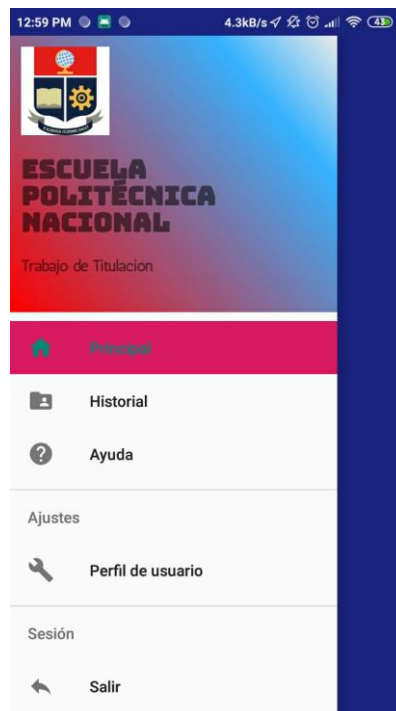 12:59 PM 4.3kB/s 43
ESCUELA
POLITÉCNICA
NACIONAL
Trabajo de Titulacion
Principal
Historial
Ayuda
Ajustes
Perfil de usuario
Sesión
Salir